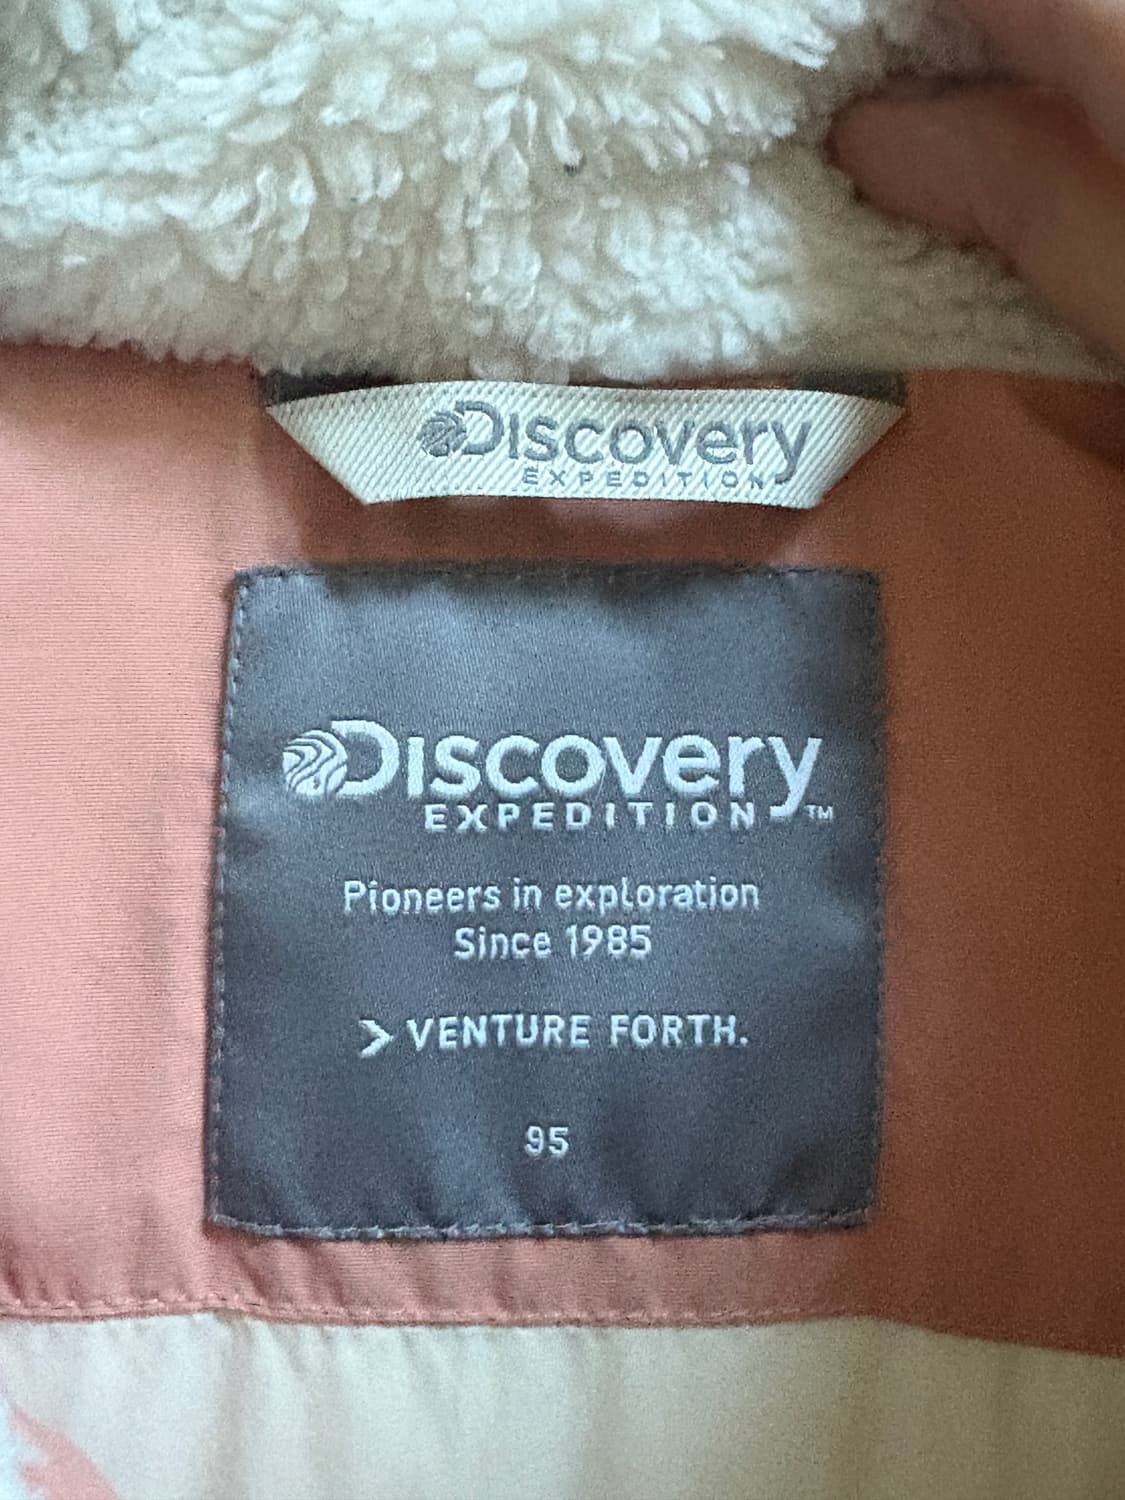 Discovery
EXPEDITION
Discovery
EXPEDITION™
Pioneers in exploration
Since 1985
> VENTURE FORTH.
95